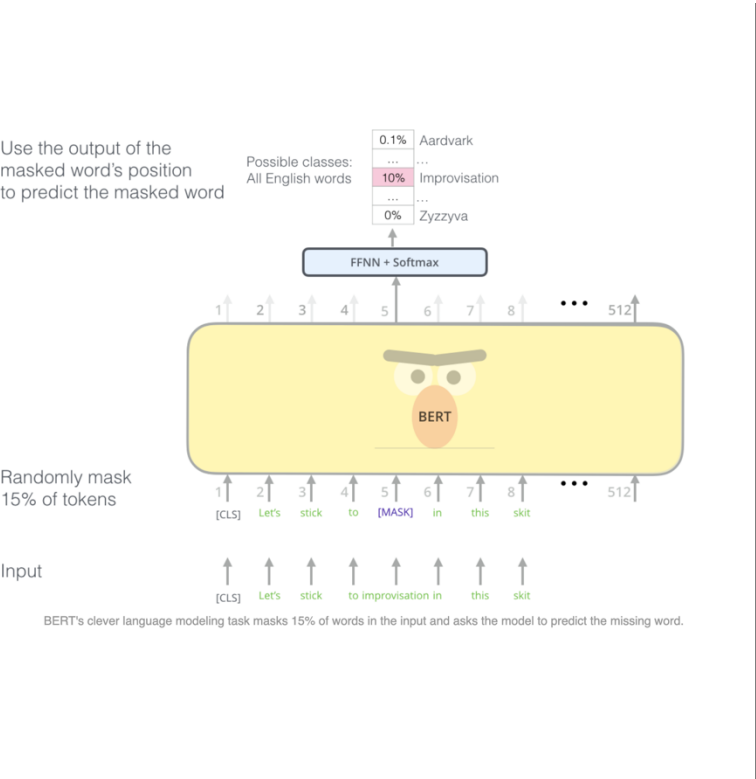 0.1% Aardvark
Use the output of the
masked word's position
to predict the masked word
Possible classes:
All English words
... ...
10% Improvisation
... ...
0% Zyzzyva
FFNN + Softmax
1 2 3 4 5 6 7 8 ••• 512
BERT
Randomly mask
15% of tokens
1 2 3 4 5 6 7 8 ••• 512
[CLS] Let's stick to [MASK] in this skit
Input
[CLS] Let's stick to improvisation in this skit
BERT's clever language modeling task masks 15% of words in the input and asks the model to predict the missing word.